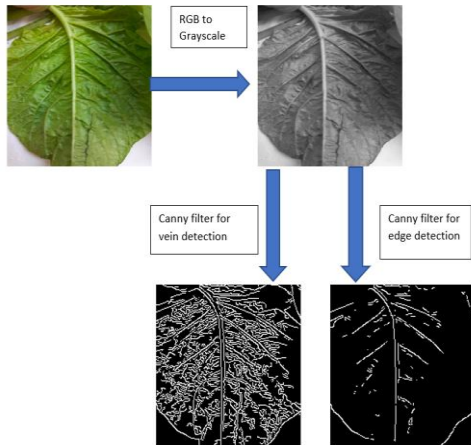 RGB to
Grayscale
Canny filter for
vein detection
Canny filter for
edge detection